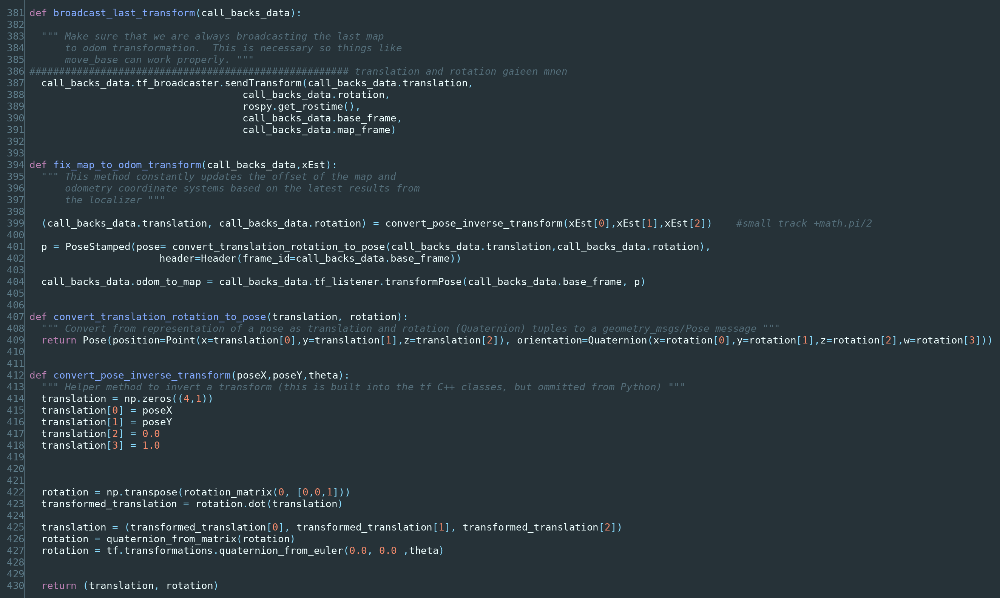 381 def broadcast_last_transform(call_backs_data):
382
383   """ Make sure that we are always broadcasting the last map
384       to odom transformation.  This is necessary so things like
385       move_base can work properly. """
386 ###################################################### translation and rotation gaieen mnen
387   call_backs_data.tf_broadcaster.sendTransform(call_backs_data.translation,
388                                     call_backs_data.rotation,
389                                     rospy.get_rostime(),
390                                     call_backs_data.base_frame,
391                                     call_backs_data.map_frame)
392
393
394 def fix_map_to_odom_transform(call_backs_data,xEst):
395   """ This method constantly updates the offset of the map and
396       odometry coordinate systems based on the latest results from
397       the localizer """
398
399   (call_backs_data.translation, call_backs_data.rotation) = convert_pose_inverse_transform(xEst[0],xEst[1],xEst[2])    #small track +math.pi/2
400
401   p = PoseStamped(pose= convert_translation_rotation_to_pose(call_backs_data.translation,call_backs_data.rotation),
402                       header=Header(frame_id=call_backs_data.base_frame))
403
404   call_backs_data.odom_to_map = call_backs_data.tf_listener.transformPose(call_backs_data.base_frame, p)
405
406
407 def convert_translation_rotation_to_pose(translation, rotation):
408   """ Convert from representation of a pose as translation and rotation (Quaternion) tuples to a geometry_msgs/Pose message """
409   return Pose(position=Point(x=translation[0],y=translation[1],z=translation[2]), orientation=Quaternion(x=rotation[0],y=rotation[1],z=rotation[2],w=rotation[3]))
410
411
412 def convert_pose_inverse_transform(poseX,poseY,theta):
413   """ Helper method to invert a transform (this is built into the tf C++ classes, but ommitted from Python) """
414   translation = np.zeros((4,1))
415   translation[0] = poseX
416   translation[1] = poseY
417   translation[2] = 0.0
418   translation[3] = 1.0
419
420
421
422   rotation = np.transpose(rotation_matrix(0, [0,0,1]))
423   transformed_translation = rotation.dot(translation)
424
425   translation = (transformed_translation[0], transformed_translation[1], transformed_translation[2])
426   rotation = quaternion_from_matrix(rotation)
427   rotation = tf.transformations.quaternion_from_euler(0.0, 0.0 ,theta)
428
429
430   return (translation, rotation)